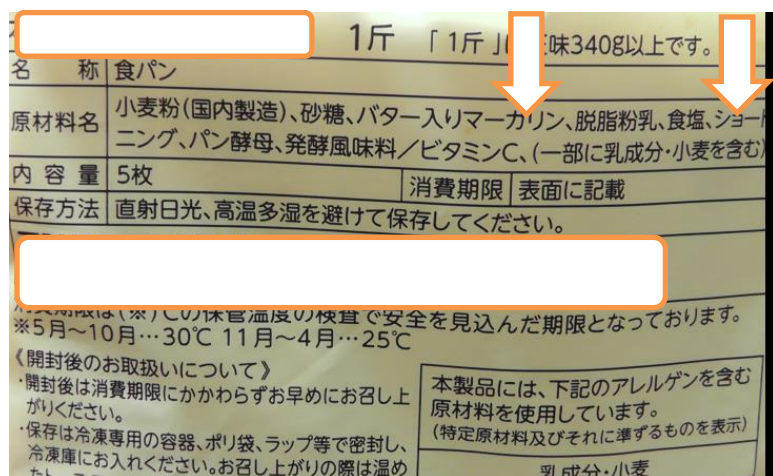 1斤 「1斤」 味340g以上です。
名 称 食パン
原材料名 小麦粉(国内製造)、砂糖、バター入りマーガリン、脱脂粉乳、食塩、ショート
ニング、パン酵母、発酵風味料/ビタミンC、(一部に乳成分・小麦を含む)
内 容 量 5枚 消費期限 表面に記載
保存方法 直射日光、高温多湿を避けて保存してください。
消費期限は(※)℃の保管温度の検査で安全を見込んだ期限となっております。
※5月~10月…30℃ 11月~4月…25℃
《開封後のお取扱いについて》
・開封後は消費期限にかかわらずお早めにお召し上
がりください。
・保存は冷凍専用の容器、ポリ袋、ラップ等で密封し、
冷凍庫にお入れください。お召し上がりの際は温め
本製品には、下記のアレルゲンを含む
原材料を使用しています。
(特定原材料及びそれに準ずるものを表示)
乳成分・小麦